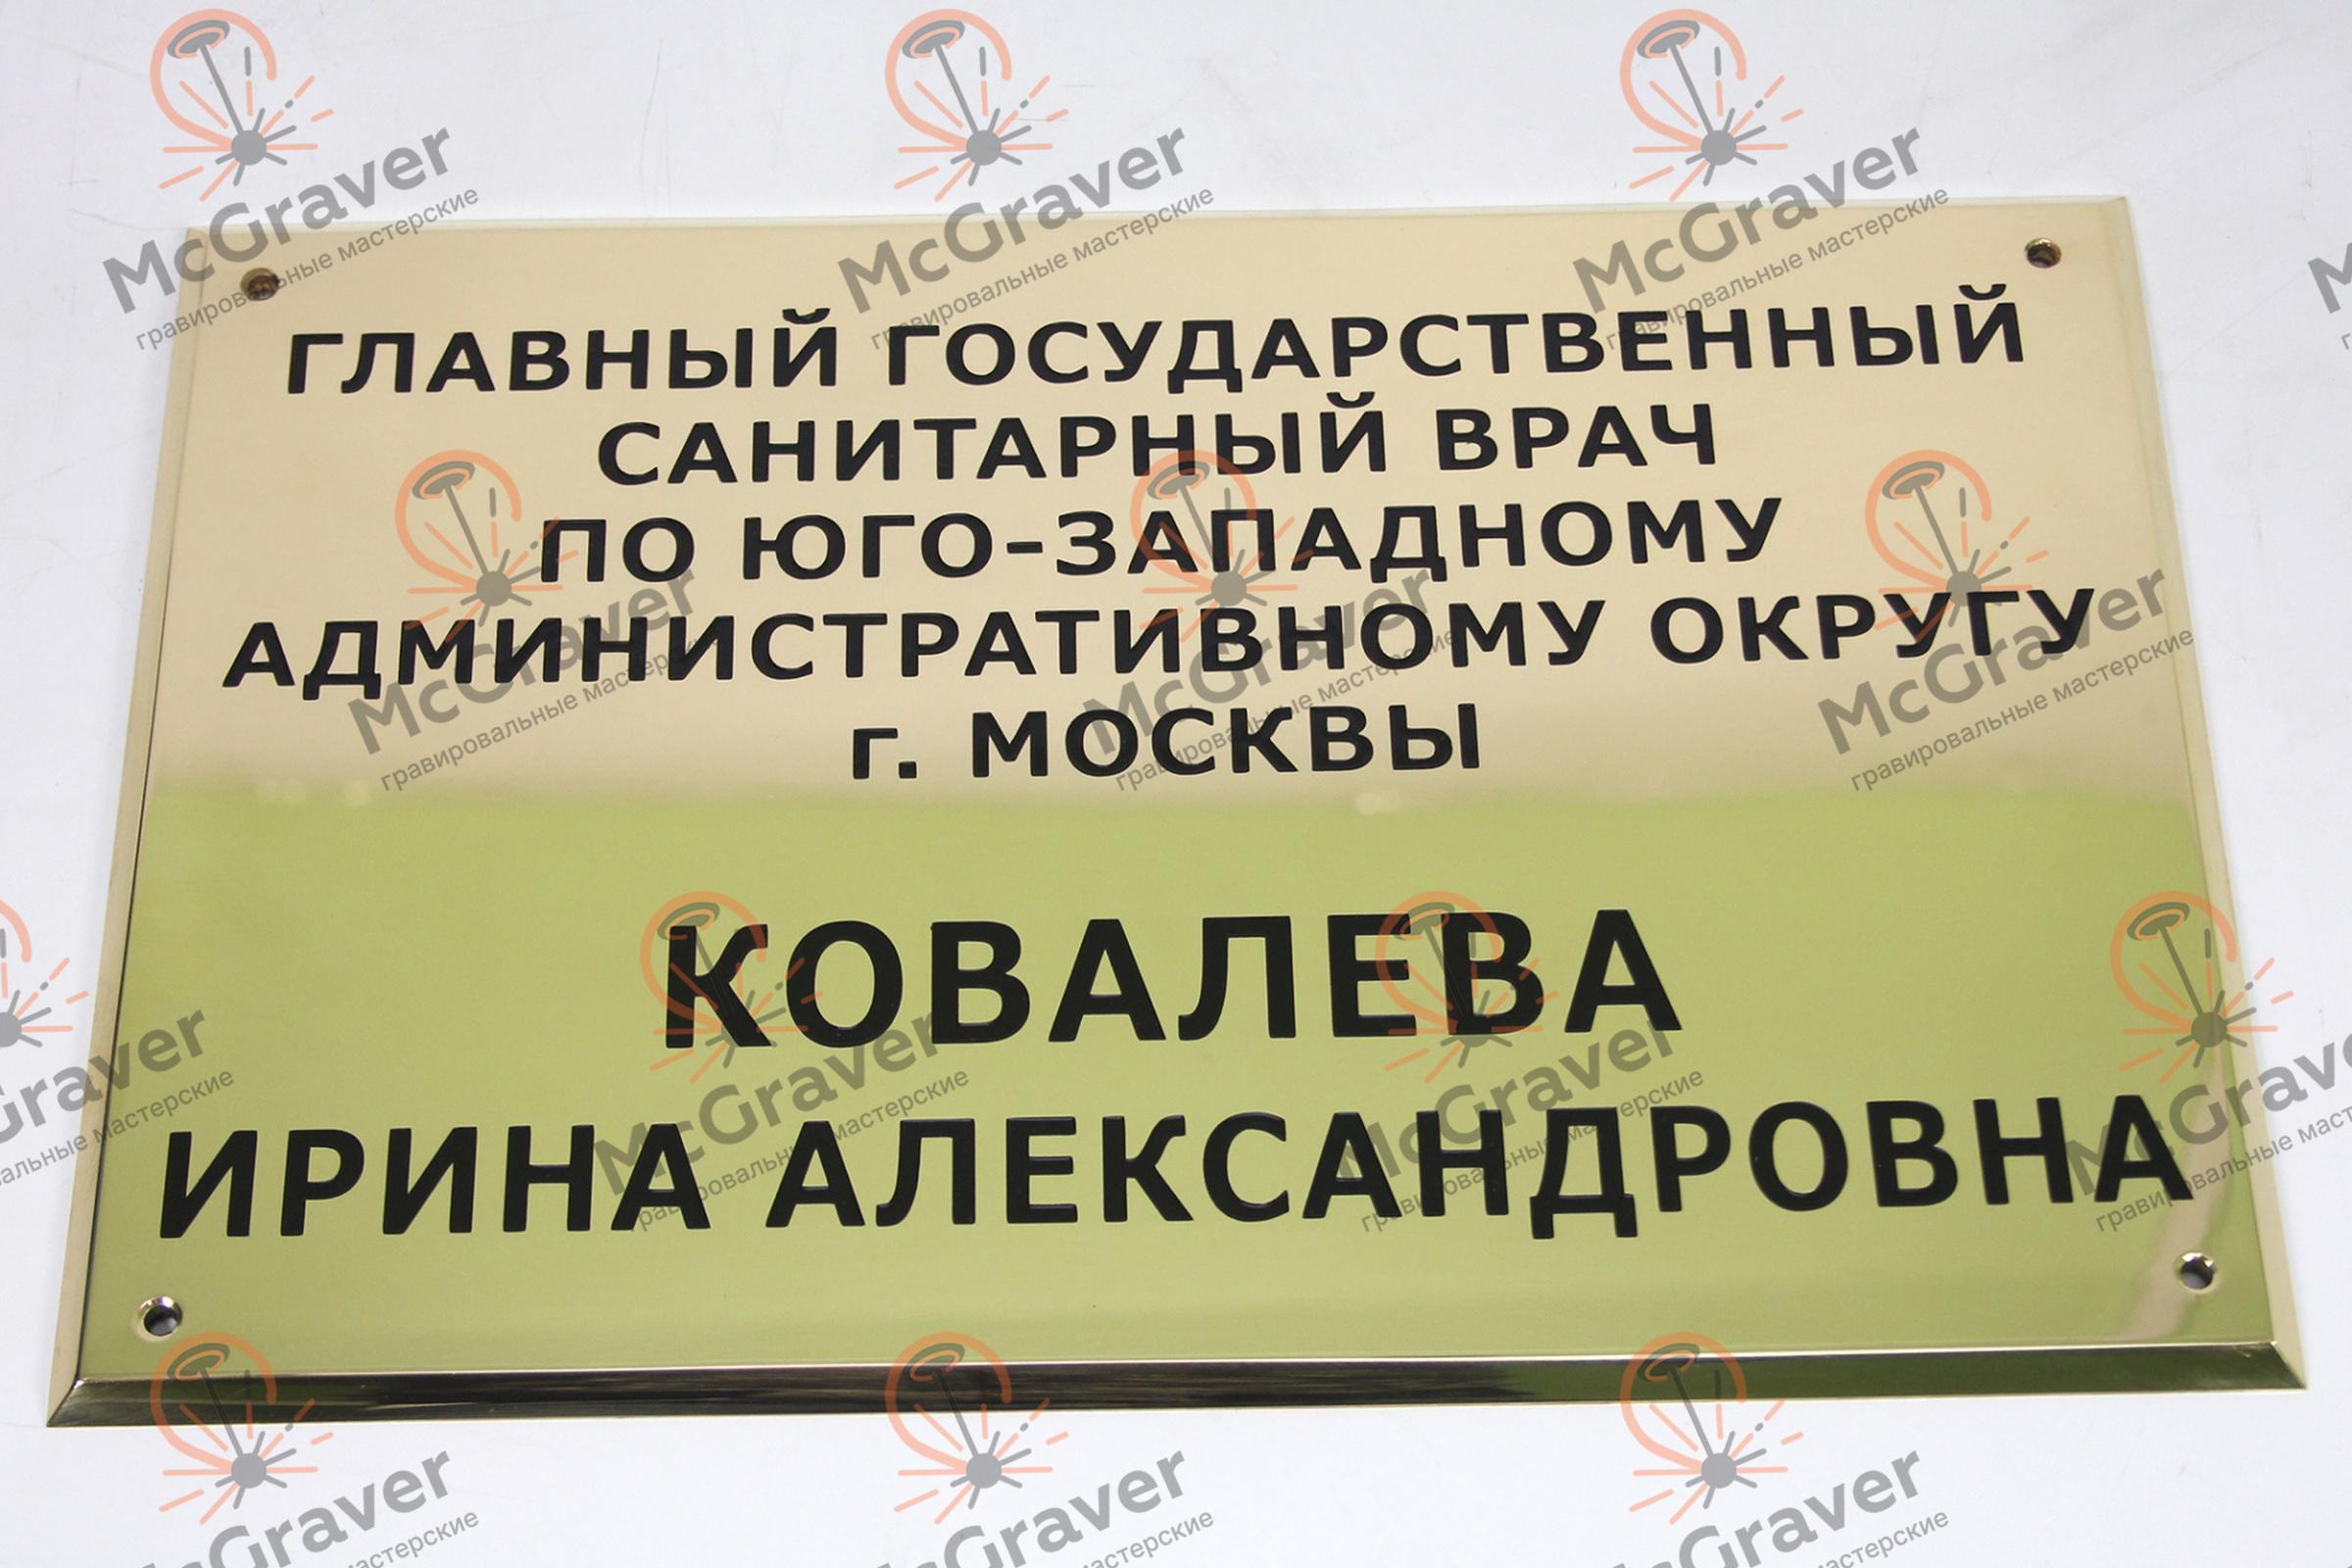 ГЛАВНЫЙ ГОСУДАРСТВЕННЫЙ
САНИТАРНЫЙ ВРАЧ
ПО ЮГО-ЗАПАДНОМУ
АДМИНИСТРАТИВНОМУ ОКРУГУ
г. МОСКВЫ
КОВАЛЕВА
ИРИНА АЛЕКСАНДРОВНА
McGraver
гравировальные мастерские